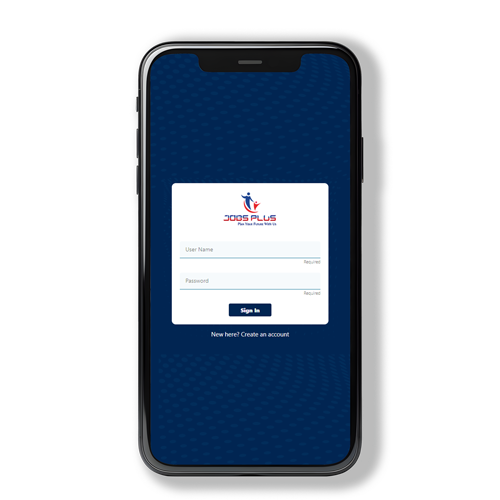 JOBS PLUS
Plan Your Future With Us
User Name
Required
Password
Required
Sign In
New here? Create an account